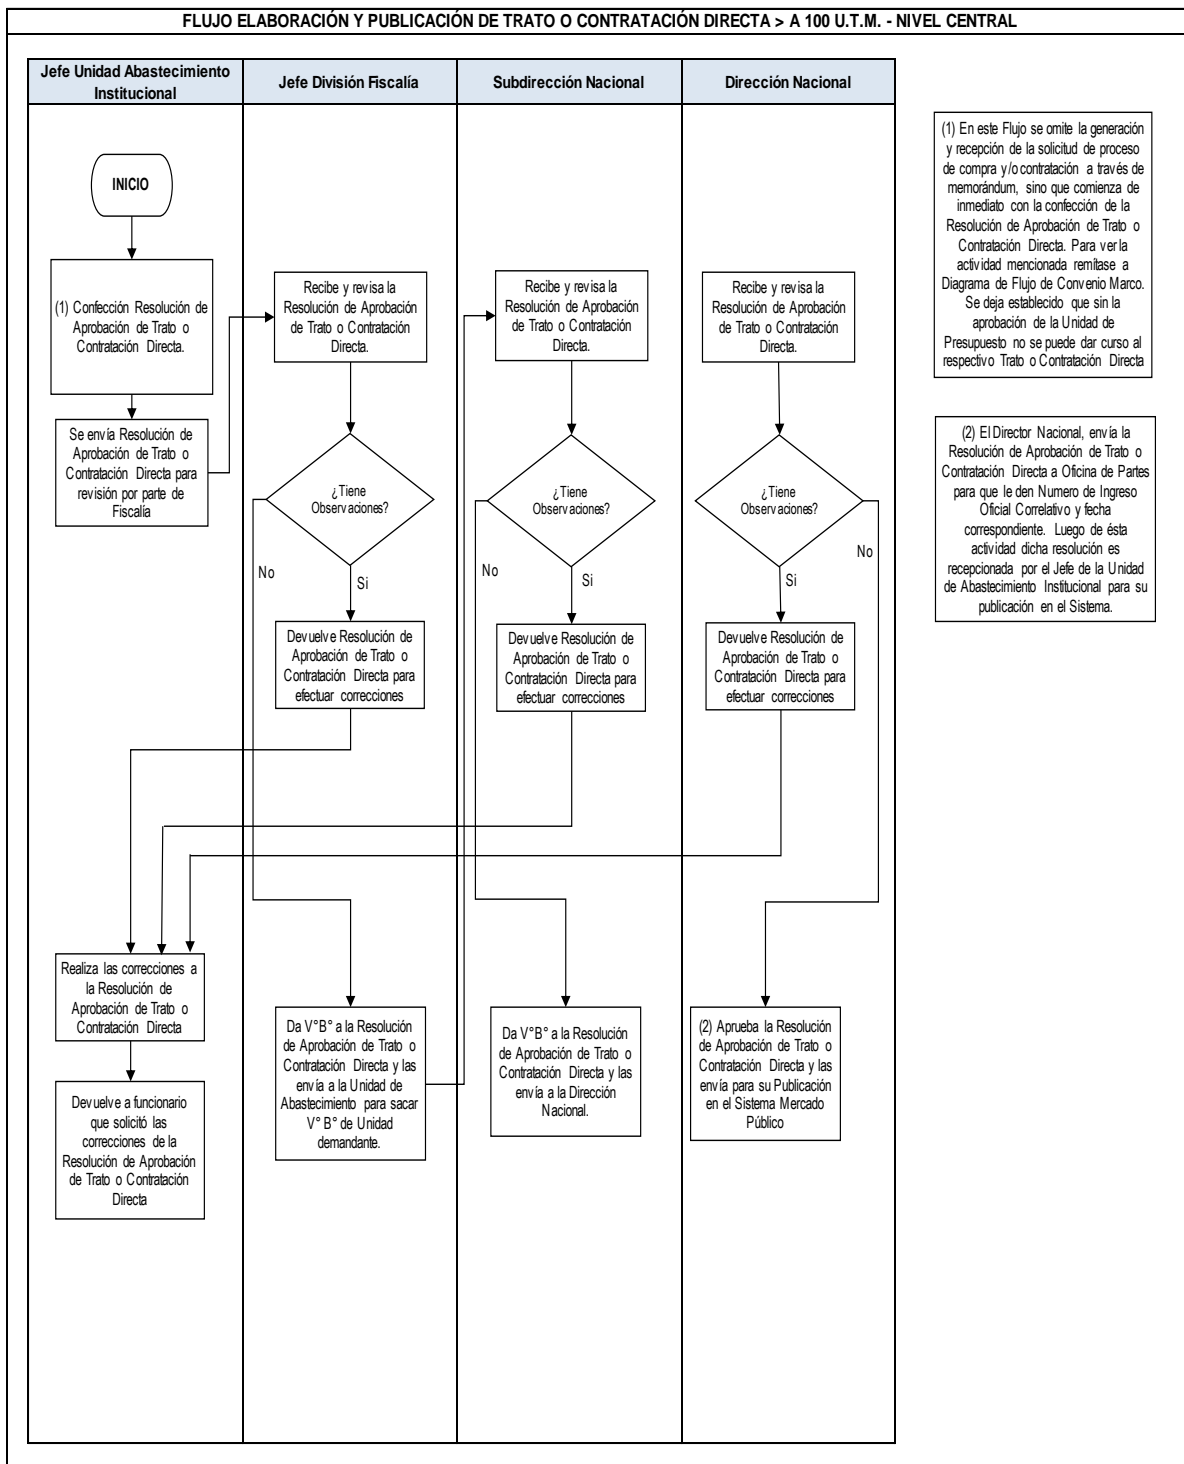 FLUJO ELABORACIÓN Y PUBLICACIÓN DE TRATO O CONTRATACIÓN DIRECTA > A 100 U.T.M. - NIVEL CENTRAL
Jefe Unidad Abastecimiento
Institucional
Jefe División Fiscalía
Subdirección Nacional
Dirección Nacional
INICIO
(1) Confección Resolución de
Aprobación de Trato o
Contratación Directa.
Se envía Resolución de
Aprobación de Trato o
Contratación Directa para
revisión por parte de
Fiscalía
Recibe y revisa la
Resolución de Aprobación
de Trato o Contratación
Directa.
¿Tiene
Observaciones?
No
Si
Devuelve Resolución de
Aprobación de Trato o
Contratación Directa para
efectuar correcciones
Recibe y revisa la
Resolución de Aprobación
de Trato o Contratación
Directa.
¿Tiene
Observaciones?
No
Si
Devuelve Resolución de
Aprobación de Trato o
Contratación Directa para
efectuar correcciones
Recibe y revisa la
Resolución de Aprobación
de Trato o Contratación
Directa.
¿Tiene
Observaciones?
No
Si
Devuelve Resolución de
Aprobación de Trato o
Contratación Directa para
efectuar correcciones
Realiza las correcciones a
la Resolución de
Aprobación de Trato o
Contratación Directa
Devuelve a funcionario
que solicitó las
correcciones de la
Resolución de Aprobación
de Trato o Contratación
Directa
Da V°B° a la Resolución
de Aprobación de Trato o
Contratación Directa y las
envía a la Unidad de
Abastecimiento para sacar
V° B° de Unidad
demandante.
Da V°B° a la Resolución
de Aprobación de Trato o
Contratación Directa y las
envía a la Dirección
Nacional.
(2) Aprueba la Resolución
de Aprobación de Trato o
Contratación Directa y las
envía para su Publicación
en el Sistema Mercado
Público
(1) En este Flujo se omite la generación
y recepción de la solicitud de proceso
de compra y/o contratación a través de
memorándum, sino que comienza de
inmediato con la confección de la
Resolución de Aprobación de Trato o
Contratación Directa. Para ver la
actividad mencionada remítase a
Diagrama de Flujo de Convenio Marco.
Se deja establecido que sin la
aprobación de la Unidad de
Presupuesto no se puede dar curso al
respectivo Trato o Contratación Directa
(2) El Director Nacional, envía la
Resolución de Aprobación de Trato o
Contratación Directa a Oficina de Partes
para que le den Numero de Ingreso
Oficial Correlativo y fecha
correspondiente. Luego de ésta
actividad dicha resolución es
recepcionada por el Jefe de la Unidad
de Abastecimiento Institucional para su
publicación en el Sistema.